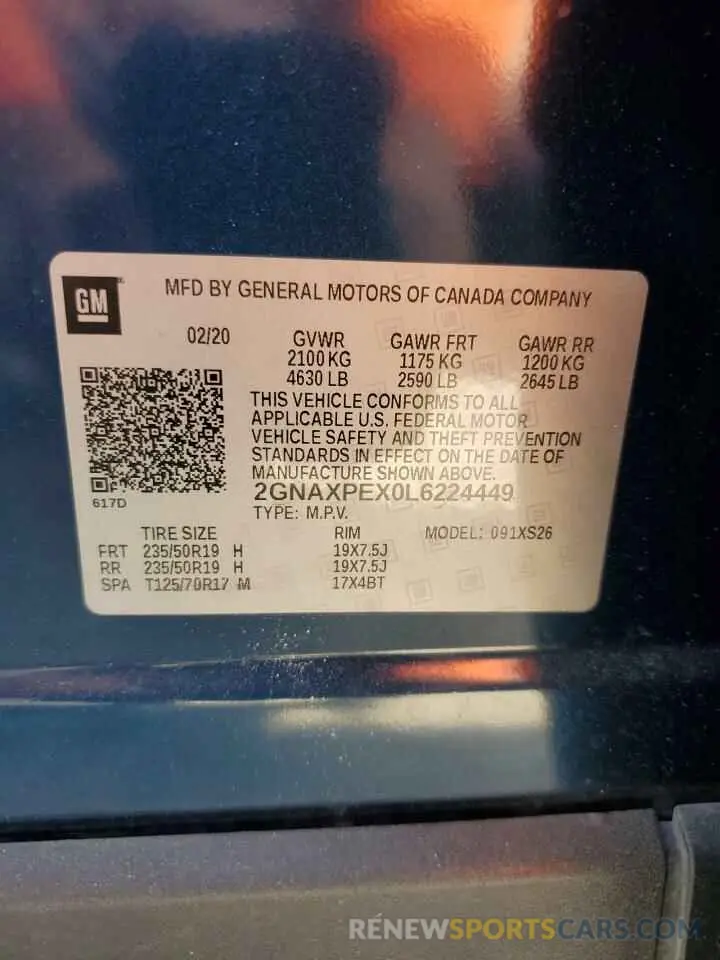 GM
MFD BY GENERAL MOTORS OF CANADA COMPANY
02/20
GVWR GAWR FRT GAWR RR
2100 KG 1175 KG 1200 KG
4630 LB 2590 LB 2645 LB
THIS VEHICLE CONFORMS TO ALL
APPLICABLE U.S. FEDERAL MOTOR
VEHICLE SAFETY AND THEFT PREVENTION
STANDARDS IN EFFECT ON THE DATE OF
MANUFACTURE SHOWN ABOVE.
617D
2GNAXPEX0L6224449
TYPE: M.P.V.
TIRE SIZE RIM MODEL: 091XS26
FRT 235/50R19 H 19X7.5J
RR 235/50R19 H 19X7.5J
SPA T125/70R17 M 17X4BT
RÉNEWSPORTSCARS.COM